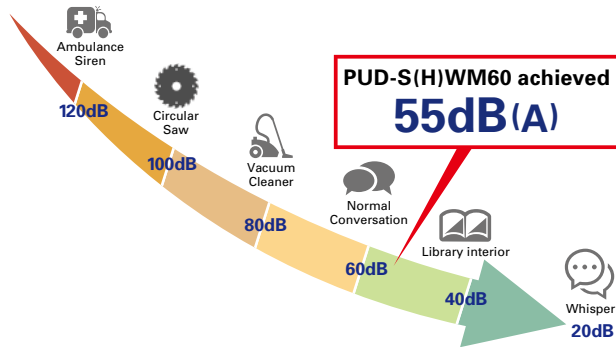 Ambulance
Siren
120dB
Circular
Saw
100dB
Vacuum
Cleaner
80dB
Normal
Conversation
60dB
PUD-S(H)WM60 achieved
55dB(A)
Library interior
40dB
Whisper
20dB